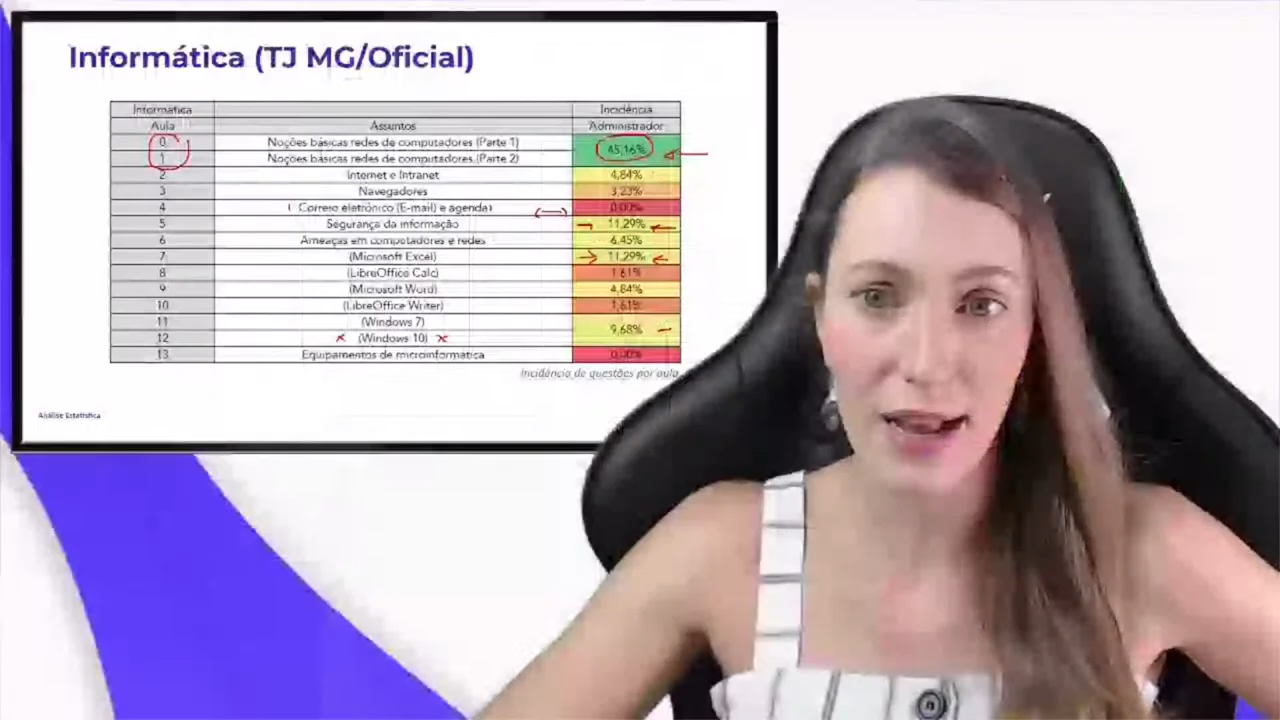 Informática (TJ MG/Oficial)
Informática Incidência
Aula Assuntos Administrador
0 Noções básicas redes de computadores (Parte 1) 45,16%
1 Noções básicas redes de computadores (Parte 2)
2 Internet e Intranet 4,84%
3 Navegadores 3,23%
4 Correio eletrônico (E-mail) e agenda) 0,00%
5 Segurança da informação 11,29%
6 Ameaças em computadores e redes 6,45%
7 (Microsoft Excel) 11,29%
8 (LibreOffice Calc) 1,61%
9 (Microsoft Word) 4,84%
10 (LibreOffice Writer) 1,61%
11 (Windows 7) 9,68%
12 (Windows 10)
13 Equipamentos de microinformática 0,00%
Incidência de questões por aula
Análise Estatística